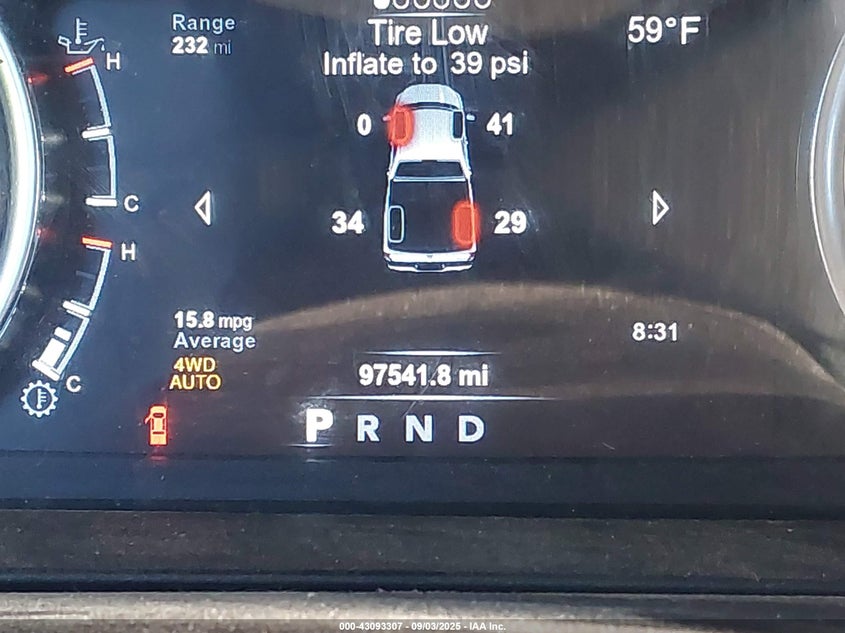 Range
232 mi
Tire Low
Inflate to 39 psi
59°F
H
C
0
41
34
29
H
C
15.8 mpg
Average
4WD
AUTO
8:31
97541.8 mi
P R N D
000-43093307 - 09/03/2025 - IAA Inc.